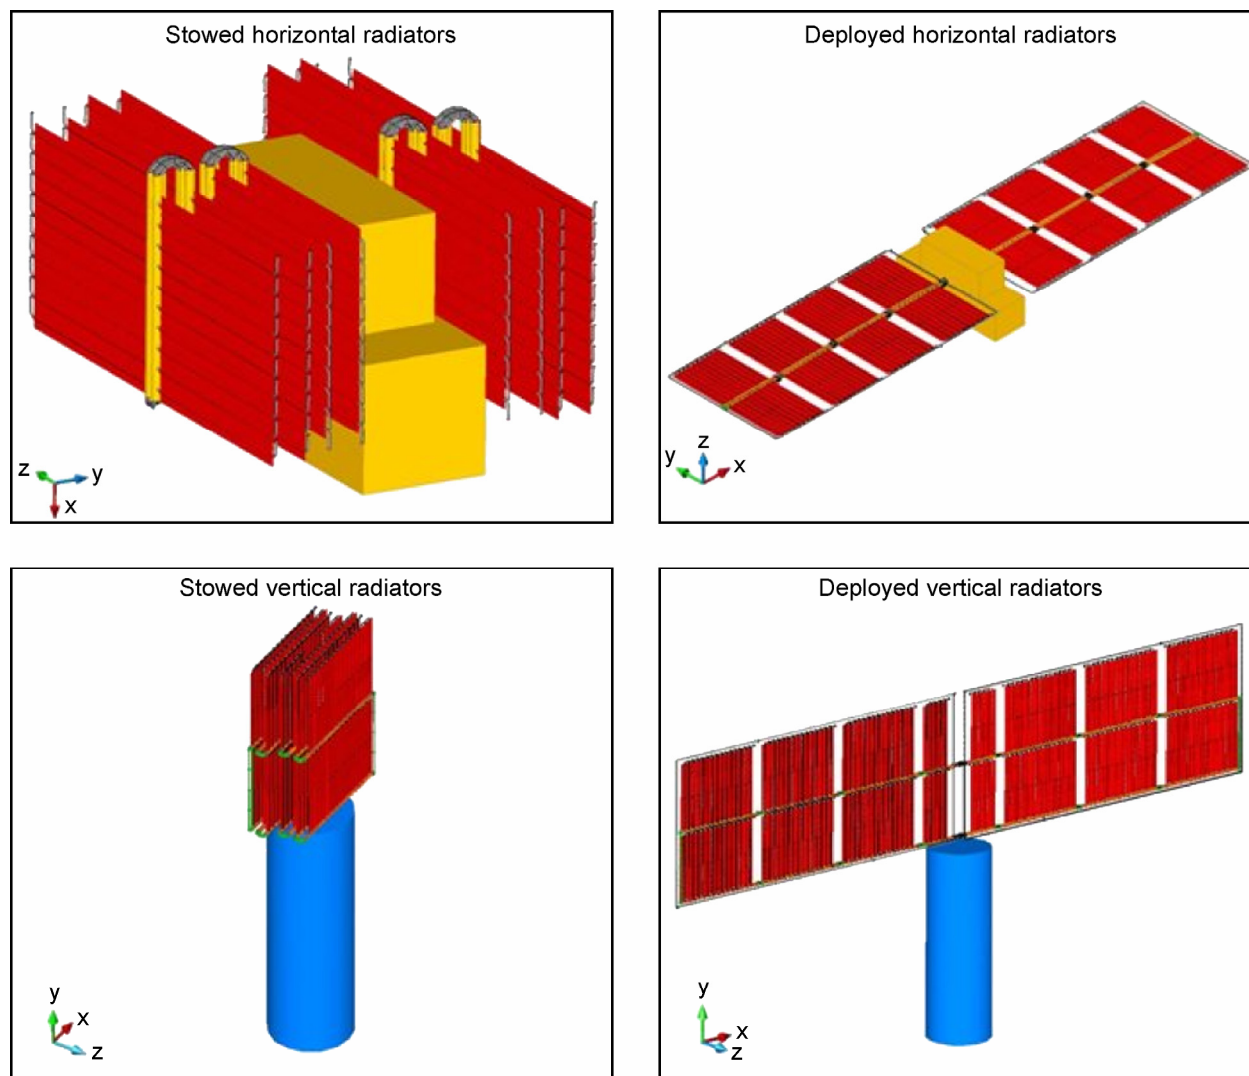 Stowed horizontal radiators
Deployed horizontal radiators
z
y
x
z
y
x
Stowed vertical radiators
Deployed vertical radiators
y
x
z
y
x
z